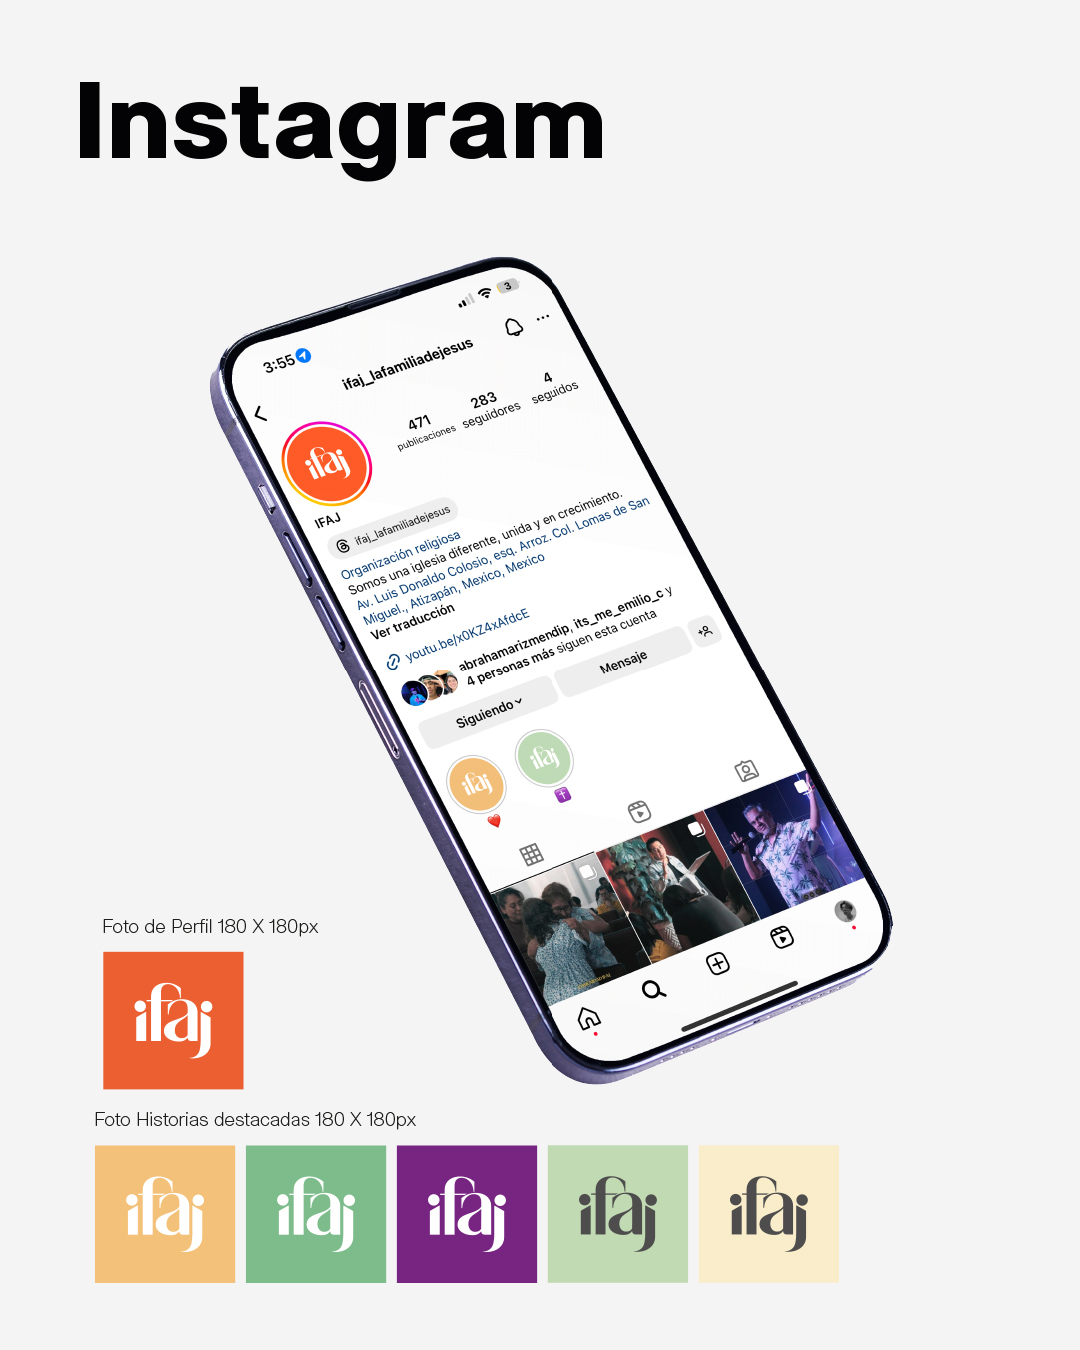 Instagram
3:55
3
ifaj_lafamiliadejesus
471
283
4
publicaciones
seguidores
seguidos
ifaj
IFAJ
ifaj_lafamiliadejesus
Organización religiosa
Somos una iglesia diferente, unida y en crecimiento.
Av. Luis Donaldo Colosio, esq. Arroz. Col. Lomas de San
Miguel., Atizapán, Mexico, Mexico
Ver traducción
youtu.be/x0KZ4xAfdcE
abrahamarizmendip, its_me_emilio_c y
4 personas más siguen esta cuenta
Siguiendo
Mensaje
ifaj
ifaj
Foto de Perfil 180 X 180px
ifaj
Foto Historias destacadas 180 X 180px
ifaj
ifaj
ifaj
ifaj
ifaj